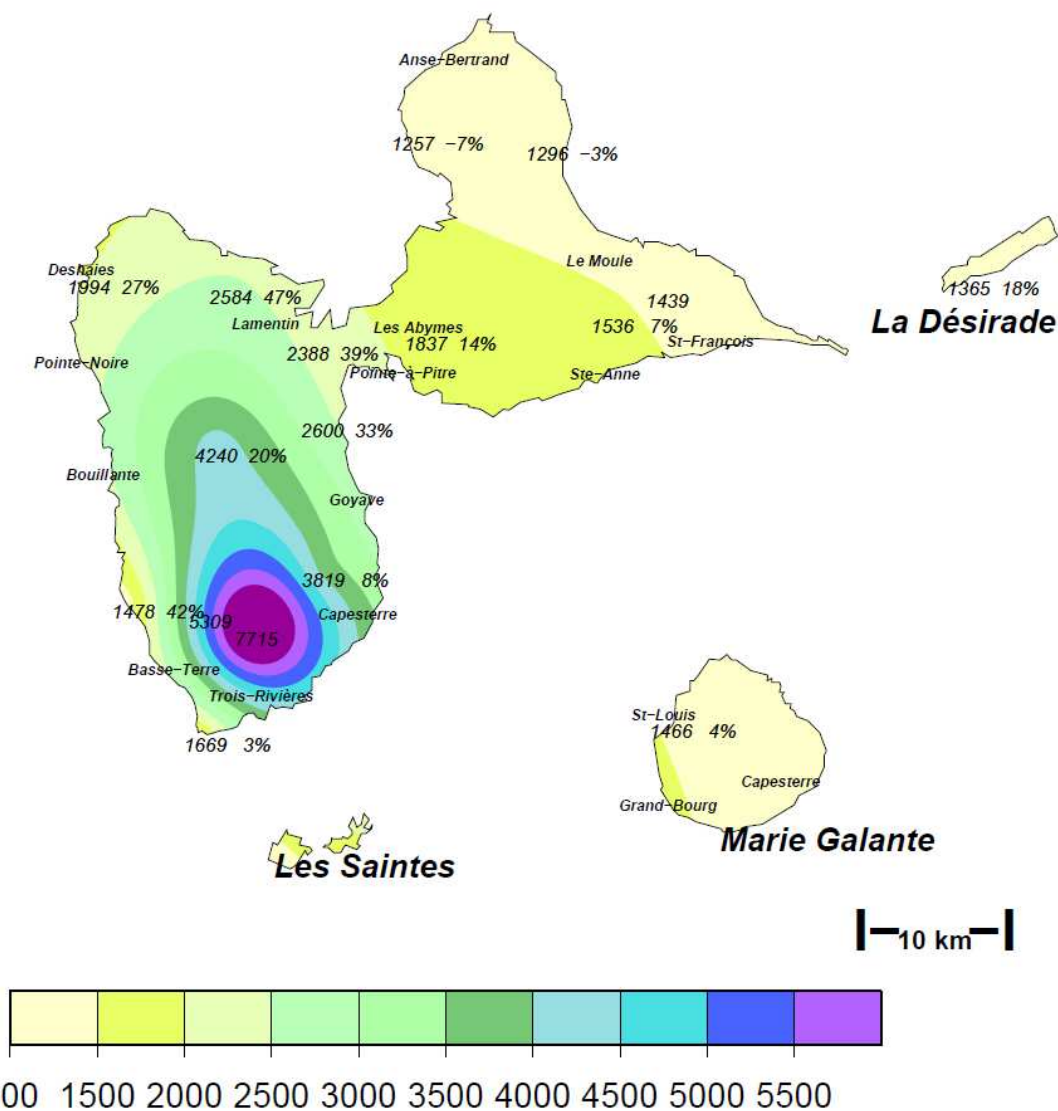 Anse−Bertrand
1257 −7%
1296 −3%
Le Moule
Deshaies
1994 27%
2584 47%
1439
1365 18%
Lamentin
Les Abymes
1536 7%
La Désirade
1837 14%
St−François
2388 39%
Pointe−Noire
Pointe−à−Pitre
Ste−Anne
2600 33%
4240 20%
Bouillante
Goyave
3819 8%
1478 42%
5309
Capesterre
7715
Basse−Terre
Trois−Rivières
1669 3%
St−Louis
1466 4%
Capesterre
Grand−Bourg
Marie Galante
Les Saintes
10 km
00 1500 2000 2500 3000 3500 4000 4500 5000 5500